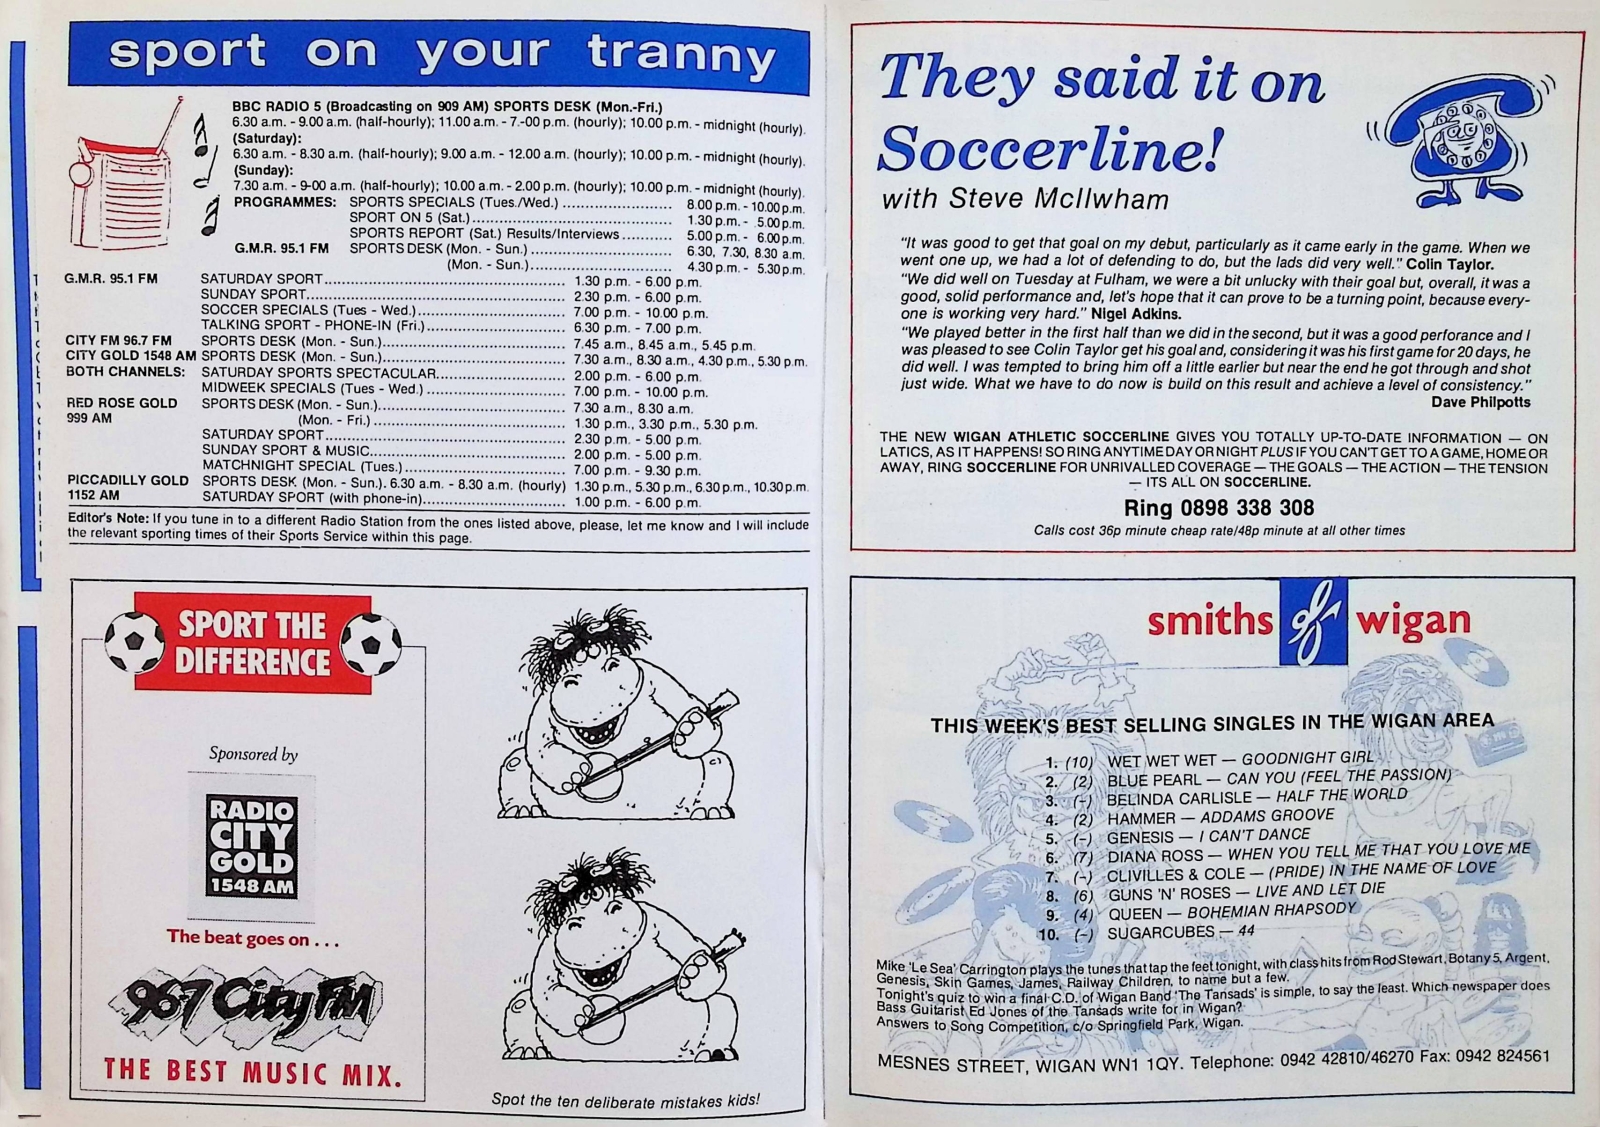 sport on your tranny
BBC RADIO 5 (Broadcasting on 909 AM) SPORTS DESK (Mon.-Fri.)
6.30 a.m. - 9.00 a.m. (half-hourly); 11.00 a.m. - 7.-00 p.m. (hourly); 10.00 p.m. - midnight (hourly).
(Saturday):
6.30 a.m. - 8.30 a.m. (half-hourly); 9.00 a.m. - 12.00 a.m. (hourly); 10.00 p.m. - midnight (hourly).
(Sunday):
7.30 a.m. - 9-00 a.m. (half-hourly); 10.00 a.m. - 2.00 p.m. (hourly); 10.00 p.m. - midnight (hourly).
PROGRAMMES: SPORTS SPECIALS (Tues./Wed.) ........................... 8.00 p.m. - 10.00 p.m.
SPORT ON 5 (Sat.)................................................. 1.30 p.m. - 5.00 p.m.
SPORTS REPORT (Sat.) Results/Interviews ............ 5.00 p.m. - 6.00 p.m.
G.M.R. 95.1 FM SPORTS DESK (Mon. - Sun.).................................. 6.30, 7.30, 8.30 a.m.
(Mon. - Sun.)................................... 4.30 p.m. - 5.30 p.m.
G.M.R. 95.1 FM SATURDAY SPORT............................................................ 1.30 p.m. - 6.00 p.m.
SUNDAY SPORT................................................................ 2.30 p.m. - 6.00 p.m.
SOCCER SPECIALS (Tues - Wed.)..................................... 7.00 p.m. - 10.00 p.m.
TALKING SPORT - PHONE-IN (Fri.)................................... 6.30 p.m. - 7.00 p.m.
CITY FM 96.7 FM SPORTS DESK (Mon. - Sun.)............................................. 7.45 a.m., 8.45 a.m., 5.45 p.m.
CITY GOLD 1548 AM SPORTS DESK (Mon. - Sun.)............................................. 7.30 a.m., 8.30 a.m., 4.30 p.m., 5.30 p.m.
BOTH CHANNELS: SATURDAY SPORTS SPECTACULAR................................ 2.00 p.m. - 6.00 p.m.
MIDWEEK SPECIALS (Tues - Wed.)................................... 7.00 p.m. - 10.00 p.m.
RED ROSE GOLD SPORTS DESK (Mon. - Sun.).............................................. 7.30 a.m., 8.30 a.m.
999 AM (Mon. - Fri.) ............................................... 1.30 p.m., 3.30 p.m., 5.30 p.m.
SATURDAY SPORT............................................................ 2.30 p.m. - 5.00 p.m.
SUNDAY SPORT & MUSIC................................................. 2.00 p.m. - 5.00 p.m.
MATCHNIGHT SPECIAL (Tues.)........................................ 7.00 p.m. - 9.30 p.m.
PICCADILLY GOLD SPORTS DESK (Mon. - Sun.). 6.30 a.m. - 8.30 a.m. (hourly) 1.30 p.m., 5.30 p.m., 6.30 p.m., 10.30 p.m.
1152 AM SATURDAY SPORT (with phone-in)................................... 1.00 p.m. - 6.00 p.m.
Editor's Note: If you tune in to a different Radio Station from the ones listed above, please, let me know and I will include
the relevant sporting times of their Sports Service within this page.
SPORT THE
DIFFERENCE
Sponsored by
RADIO
CITY
GOLD
1548 AM
The beat goes on . . .
967 City FM
THE BEST MUSIC MIX.
Spot the ten deliberate mistakes kids!
They said it on
Soccerline!
with Steve McIlwham
"It was good to get that goal on my debut, particularly as it came early in the game. When we
went one up, we had a lot of defending to do, but the lads did very well." Colin Taylor.
"We did well on Tuesday at Fulham, we were a bit unlucky with their goal but, overall, it was a
good, solid performance and, let's hope that it can prove to be a turning point, because every-
one is working very hard." Nigel Adkins.
"We played better in the first half than we did in the second, but it was a good perforance and I
was pleased to see Colin Taylor get his goal and, considering it was his first game for 20 days, he
did well. I was tempted to bring him off a little earlier but near the end he got through and shot
just wide. What we have to do now is build on this result and achieve a level of consistency."
Dave Philpotts
THE NEW WIGAN ATHLETIC SOCCERLINE GIVES YOU TOTALLY UP-TO-DATE INFORMATION — ON
LATICS, AS IT HAPPENS! SO RING ANYTIME DAY OR NIGHT PLUS IF YOU CAN'T GET TO A GAME, HOME OR
AWAY, RING SOCCERLINE FOR UNRIVALLED COVERAGE — THE GOALS — THE ACTION — THE TENSION
— ITS ALL ON SOCCERLINE.
Ring 0898 338 308
Calls cost 36p minute cheap rate/48p minute at all other times
smiths of wigan
THIS WEEK'S BEST SELLING SINGLES IN THE WIGAN AREA
1. (10) WET WET WET — GOODNIGHT GIRL
2. (2) BLUE PEARL — CAN YOU (FEEL THE PASSION)
3. (-) BELINDA CARLISLE — HALF THE WORLD
4. (2) HAMMER — ADDAMS GROOVE
5. (-) GENESIS — I CAN'T DANCE
6. (7) DIANA ROSS — WHEN YOU TELL ME THAT YOU LOVE ME
7. (-) CLIVILLES & COLE — (PRIDE) IN THE NAME OF LOVE
8. (6) GUNS 'N' ROSES — LIVE AND LET DIE
9. (4) QUEEN — BOHEMIAN RHAPSODY
10. (-) SUGARCUBES — 44
Mike 'Le Sea' Carrington plays the tunes that tap the feet tonight, with class hits from Rod Stewart, Botany 5, Argent,
Genesis, Skin Games, James, Railway Children, to name but a few.
Tonight's quiz to win a final C.D. of Wigan Band 'The Tansads' is simple, to say the least. Which newspaper does
Bass Guitarist Ed Jones of the Tansads write for in Wigan?
Answers to Song Competition, c/o Springfield Park, Wigan.
MESNES STREET, WIGAN WN1 1QY. Telephone: 0942 42810/46270 Fax: 0942 824561